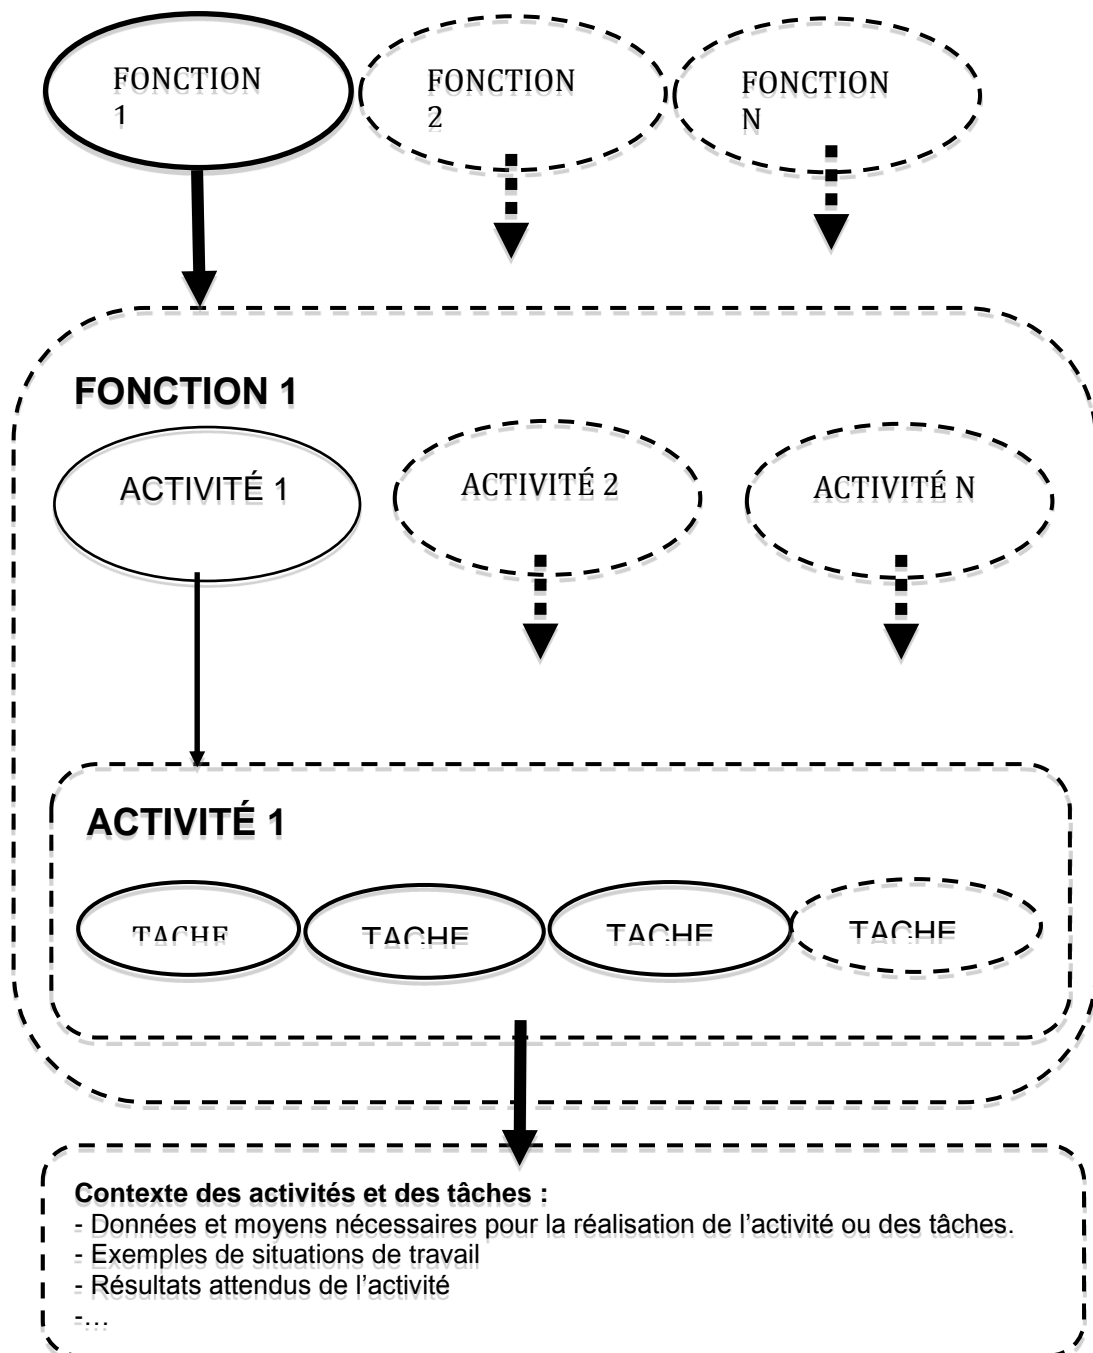 FONCTION
1
FONCTION
2
FONCTION
N
FONCTION 1
ACTIVITÉ 1
ACTIVITÉ 2
ACTIVITÉ N
ACTIVITÉ 1
TACHE
TACHE
TACHE
TACHE
Contexte des activités et des tâches :
- Données et moyens nécessaires pour la réalisation de l’activité ou des tâches.
- Exemples de situations de travail
- Résultats attendus de l’activité
-…